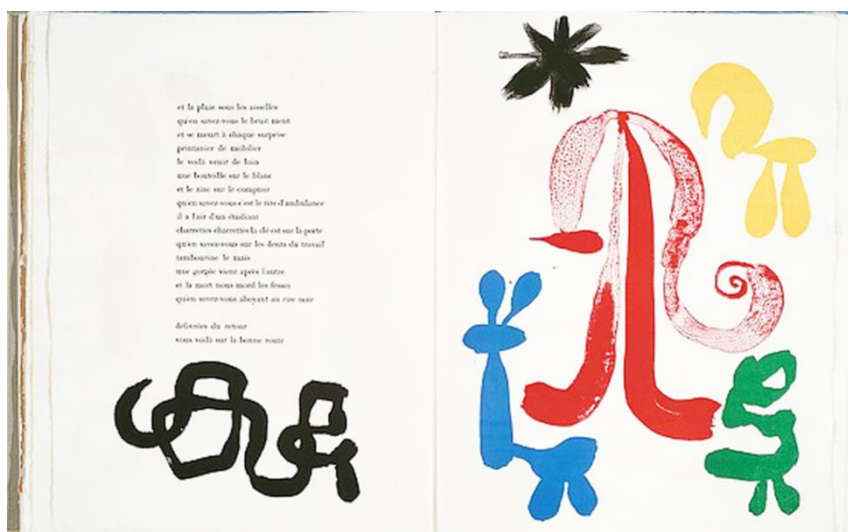 et la pluie sous les aisselles
qu'en savez-vous le bruit ment
et se meurt à chaque surprise
printanier de mobilier
le voilà venir de loin
une bouteille sur le blanc
et le zinc sur le comptoir
qu'en savez-vous c'est le rire d'ambulance
il a l'air d'un étudiant
charrettes charrettes la clé est sur la porte
qu'en savez-vous sur les dents du travail
tambourine le maïs
une gorgée vient après l'autre
et la mort nous mord les fesses
qu'en savez-vous aboyant au rire noir
délivrées du retour
vous voilà sur la bonne route